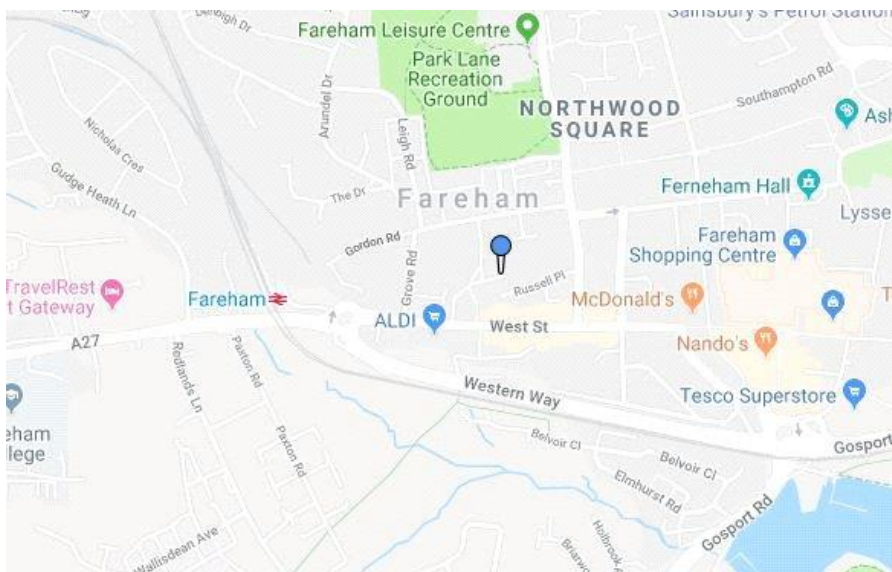 Denbigh Dr
Sainsbury's Petrol Station
Fareham Leisure Centre
Park Lane
Recreation
Ground
Arundel Dr
Southampton Rd
NORTHWOOD
SQUARE
Ash
Nicholas Cres
Leigh Rd
Gudge Heath Ln
The Dr
Fareham
Ferneham Hall
Lysse
Gordon Rd
Fareham
Shopping Centre
Grove Rd
Russell Pl
TravelRest
t Gateway
Fareham
McDonald's
T
ALDI
West St
A27
Nando's
Redlands Ln
Paxton Rd
Western Way
Tesco Superstore
eham
llege
Paxton Rd
Belvoir Cl
Gosport
Belvoir Cl
Elmhurst Rd
Gosport Rd
Wallisdean Ave
Holbrook
Briarwo